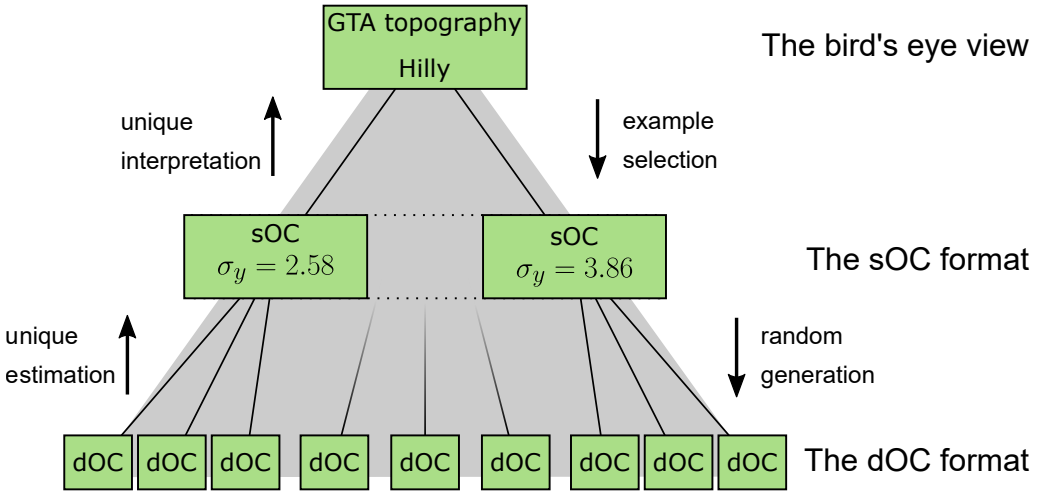 GTA topography
Hilly
The bird's eye view
unique
interpretation
example
selection
sOC
σ_y = 2.58
sOC
σ_y = 3.86
The sOC format
unique
estimation
random
generation
dOC dOC dOC dOC dOC dOC dOC dOC dOC
The dOC format